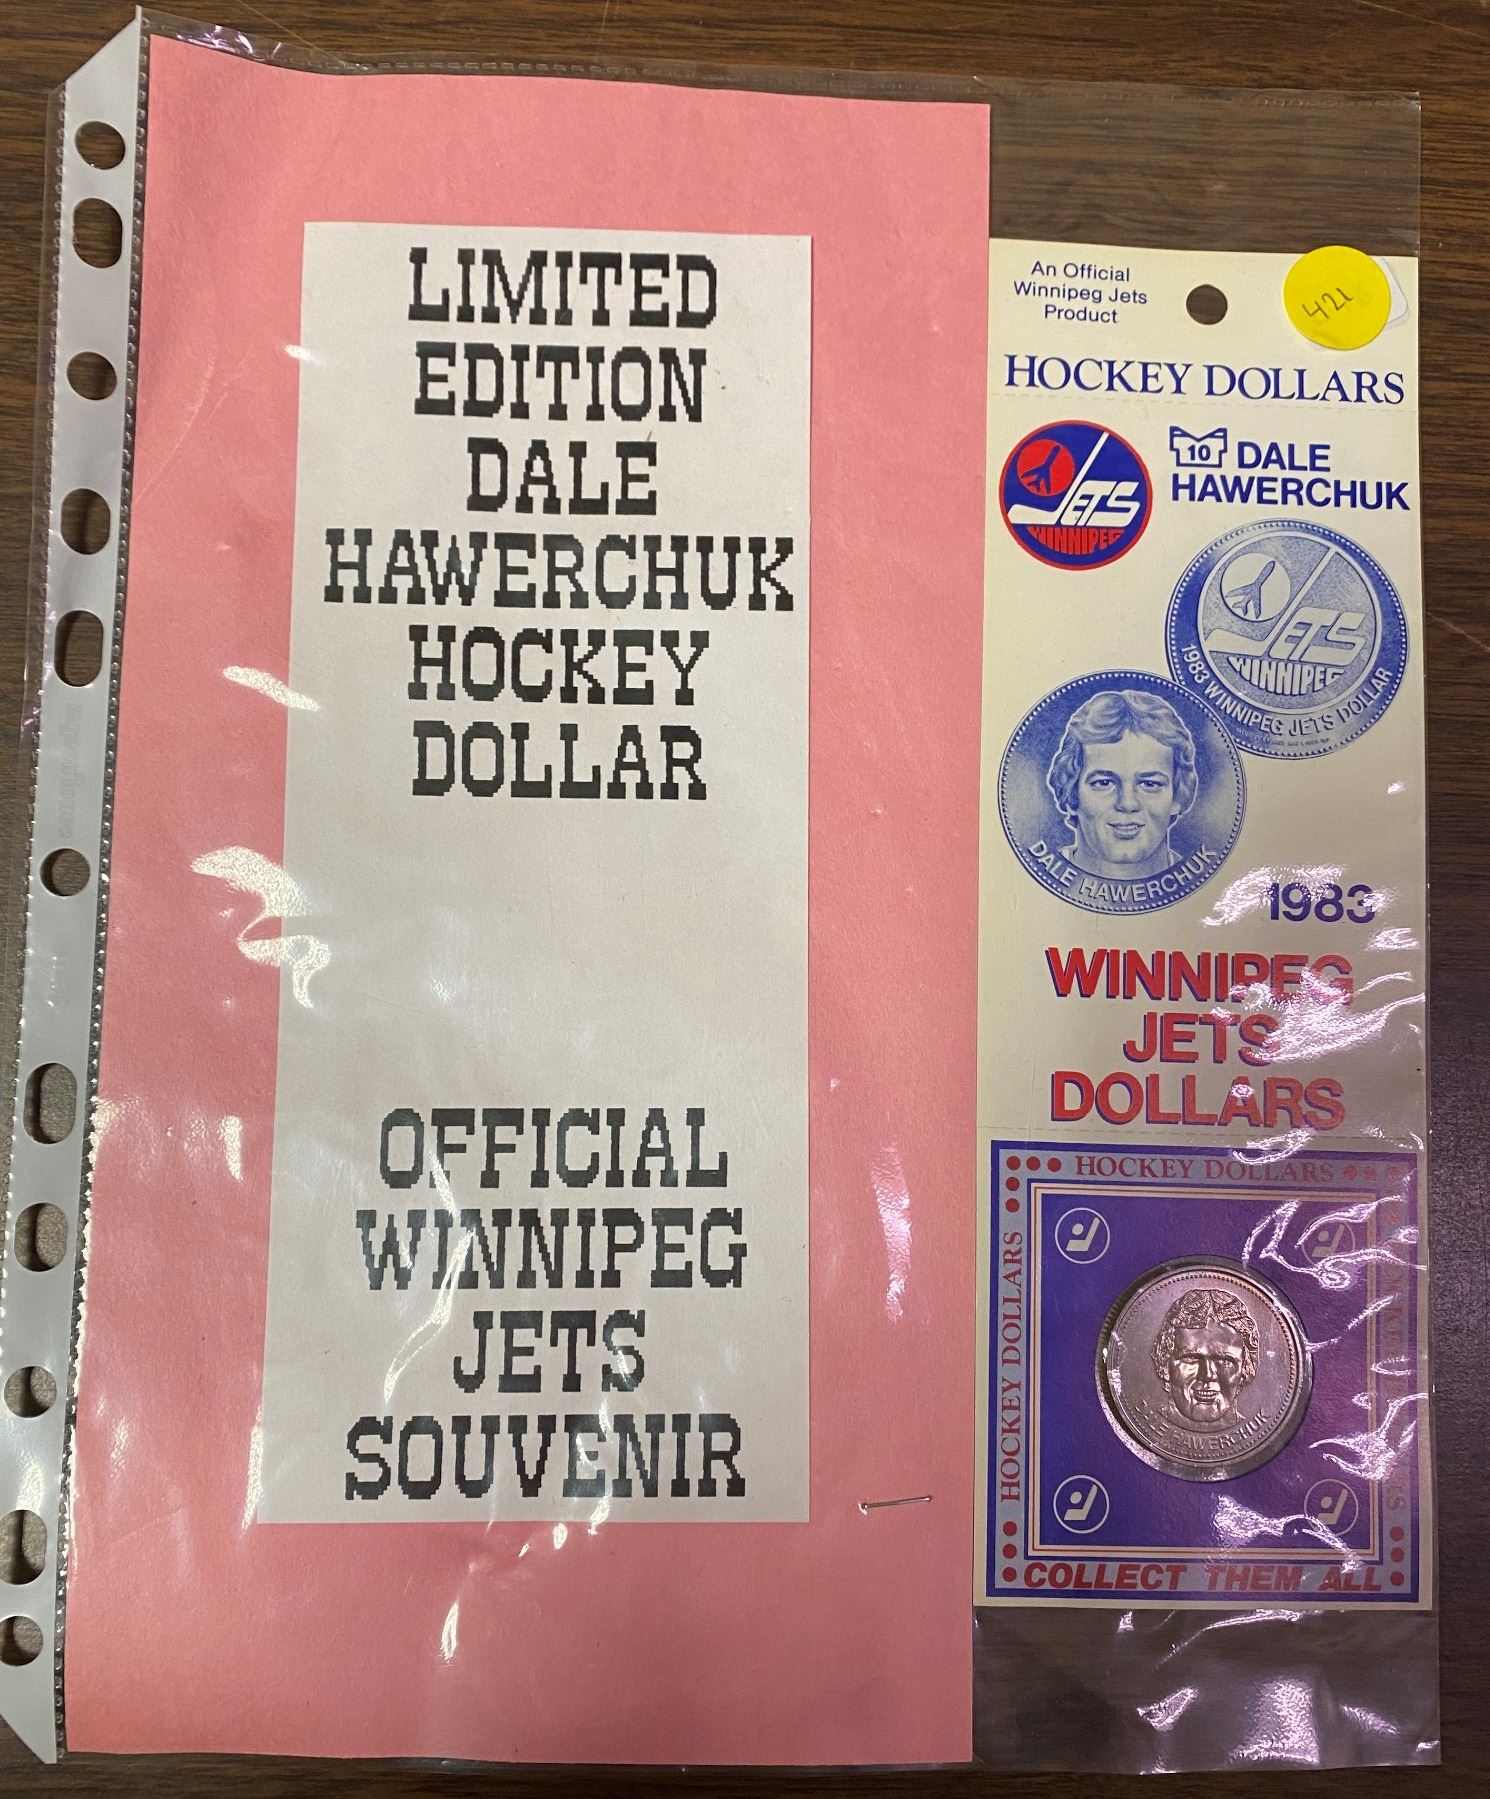 LIMITED
EDITION
DALE
HAWERCHUK
HOCKEY
DOLLAR
OFFICIAL
WINNIPEG
JETS
SOUVENIR
An Official
Winnipeg Jets
Product
421
HOCKEY DOLLARS
JETS
WINNIPEG
10 DALE
HAWERCHUK
JETS
WINNIPEG
1983 WINNIPEG JETS DOLLAR
DALE HAWERCHUK
1983
WINNIPEG
JETS
DOLLARS
HOCKEY DOLLARS
HOCKEY DOLLARS
DALE HAWERCHUK
COLLECT THEM ALL